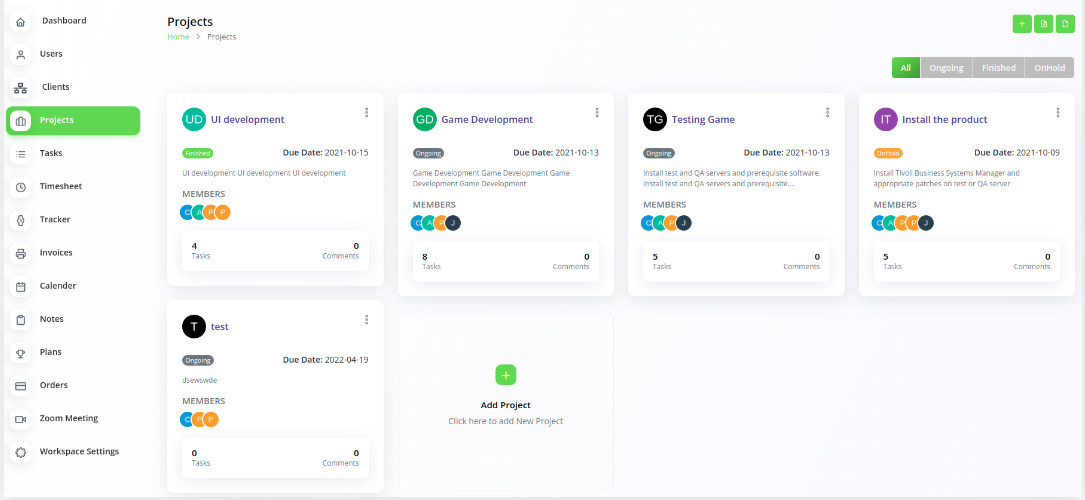 Dashboard
Users
Clients
Projects
Tasks
Timesheet
Tracker
Invoices
Calender
Notes
Plans
Orders
Zoom Meeting
Workspace Settings
Projects
Home > Projects
All Ongoing Finished OnHold
UD UI development
Finished Due Date: 2021-10-15
UI development UI development UI development
MEMBERS
C A P P
4 0
Tasks Comments
GD Game Development
Ongoing Due Date: 2021-10-13
Game Development Game Development Game
Development Game Development
MEMBERS
C A P J
8 0
Tasks Comments
TG Testing Game
Ongoing Due Date: 2021-10-13
Install test and QA servers and prerequisite software.
Install test and QA servers and prerequisite....
MEMBERS
C A P J
5 0
Tasks Comments
IT Install the product
OnHold Due Date: 2021-10-09
Install Tivoli Business Systems Manager and
appropriate patches on test or QA server
MEMBERS
C A P P J
5 0
Tasks Comments
T test
Ongoing Due Date: 2022-04-19
dsewswde
MEMBERS
C P P
0 0
Tasks Comments
Add Project
Click here to add New Project